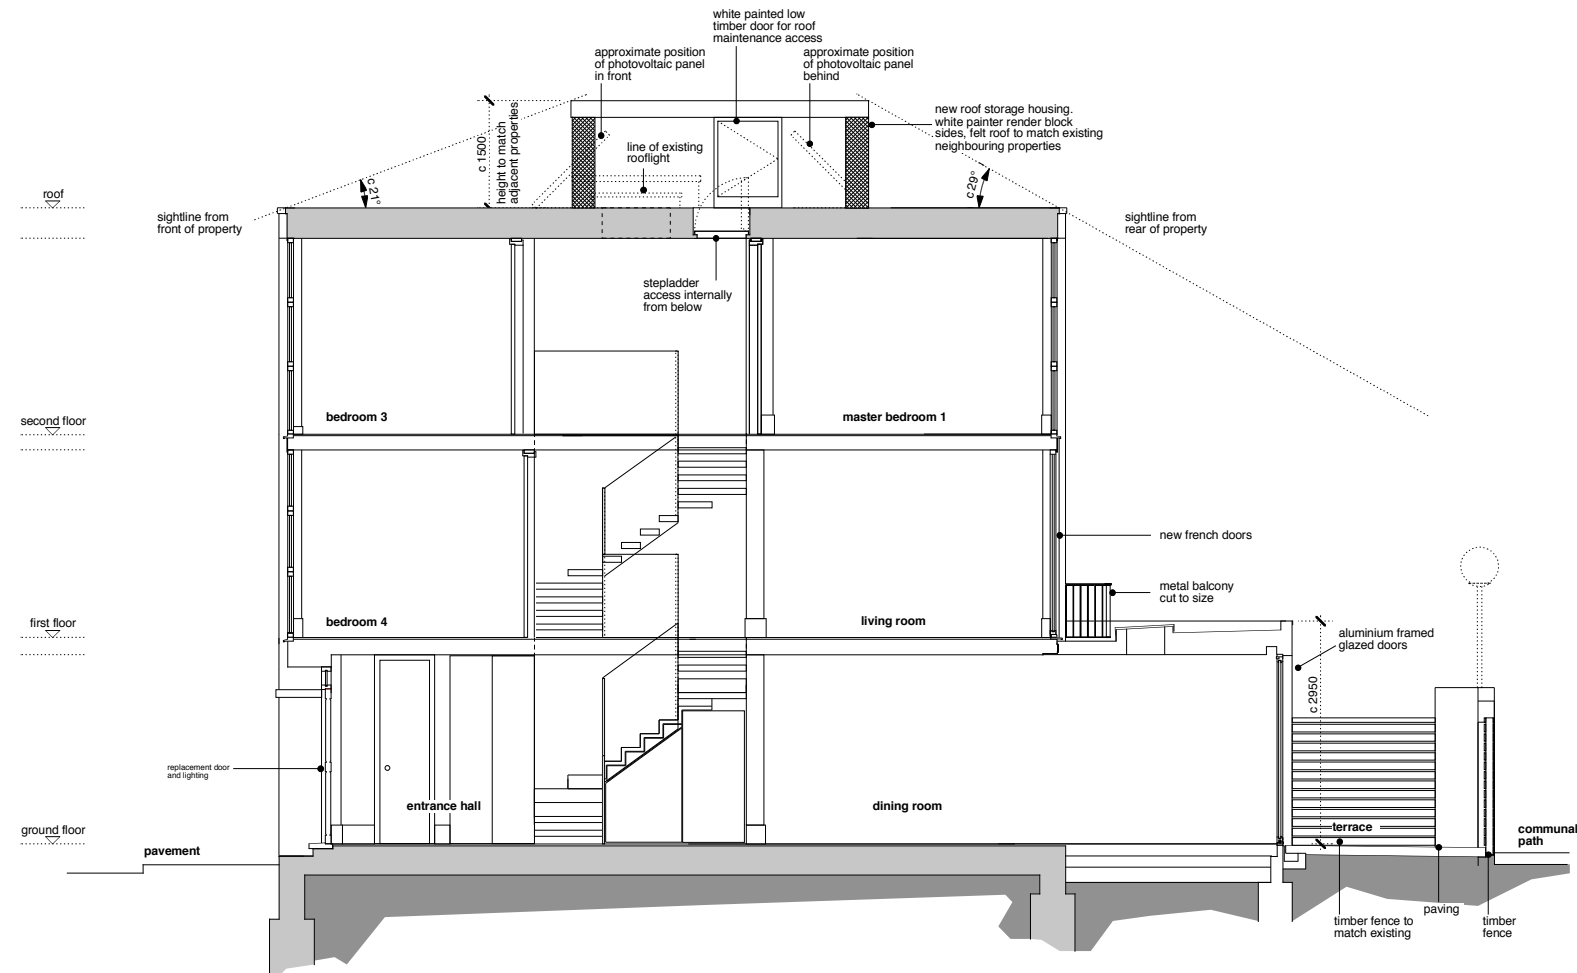 white painted low
timber door for roof
maintenance access
approximate position
of photovoltaic panel
in front
approximate position
of photovoltaic panel
behind
new roof storage housing.
white painter render block
sides, felt roof to match existing
neighbouring properties
c 1500
height to match
adjacent properties
line of existing
rooflight
c 21°
c 29°
roof
sightline from
front of property
sightline from
rear of property
stepladder
access internally
from below
second floor
bedroom 3
master bedroom 1
new french doors
metal balcony
cut to size
first floor
bedroom 4
living room
aluminium framed
glazed doors
c 2950
replacement door
and lighting
entrance hall
dining room
ground floor
terrace
pavement
communal
path
timber fence to
match existing
paving
timber
fence